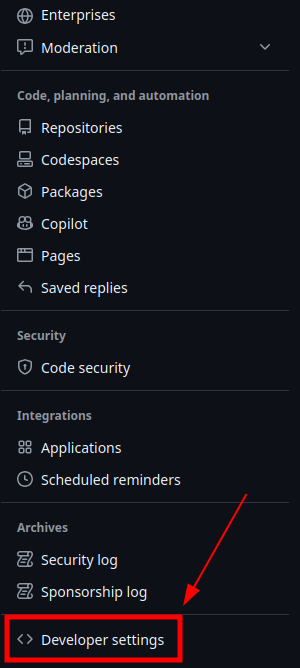 Enterprises
Moderation
Code, planning, and automation
Repositories
Codespaces
Packages
Copilot
Pages
Saved replies
Security
Code security
Integrations
Applications
Scheduled reminders
Archives
Security log
Sponsorship log
Developer settings